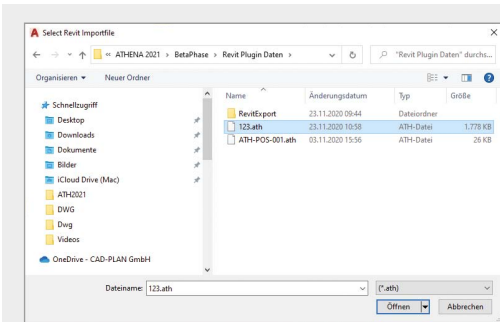 Select Revit Importfile
« ATHENA 2021 > BetaPhase > Revit Plugin Daten >
"Revit Plugin Daten" durchs...
Organisieren Neuer Ordner
Name Änderungsdatum Typ Größe
Schnellzugriff
Desktop
Downloads
Dokumente
Bilder
iCloud Drive (Mac)
ATH2021
DWG
Dwg
Videos
OneDrive - CAD-PLAN GmbH
RevitExport 23.11.2020 09:44 Dateiordner
123.ath 23.11.2020 10:58 ATH-Datei 1.778 KB
ATH-POS-001.ath 03.11.2020 15:56 ATH-Datei 26 KB
Dateiname: 123.ath (*.ath)
Öffnen Abbrechen